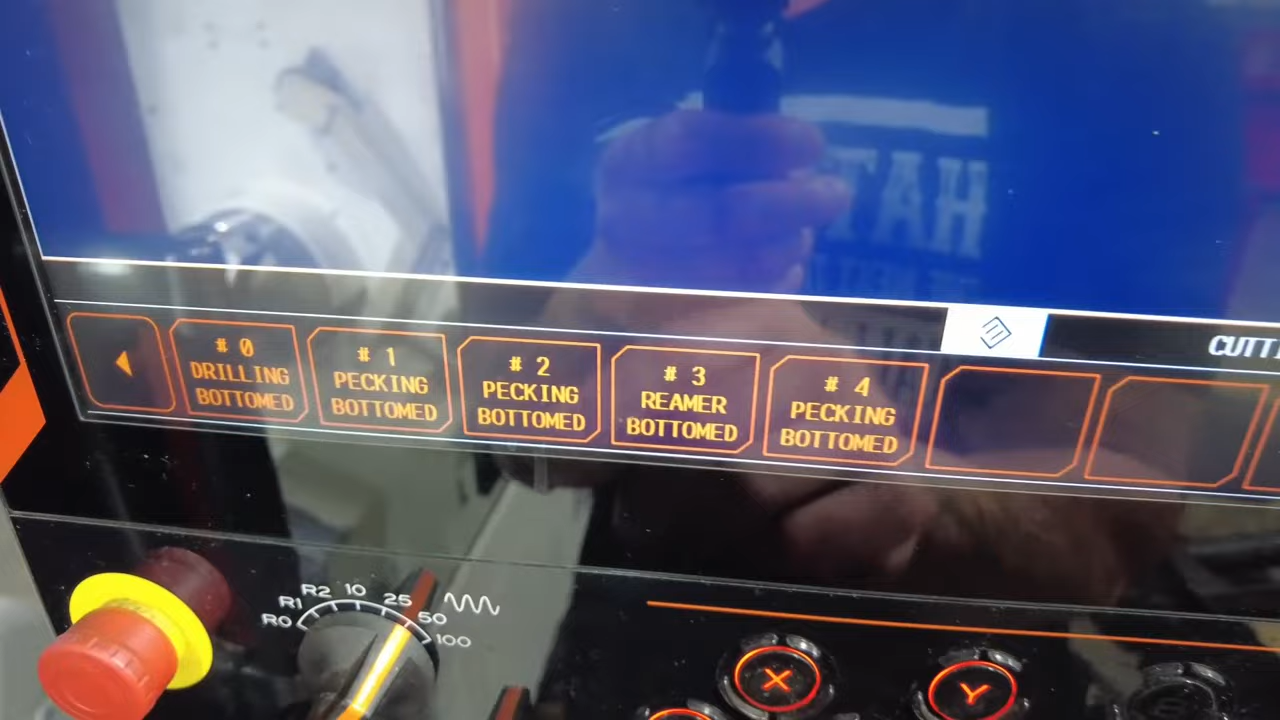 TAH
CUTTI
# 0
DRILLING
BOTTOMED
# 1
PECKING
BOTTOMED
# 2
PECKING
BOTTOMED
# 3
REAMER
BOTTOMED
# 4
PECKING
BOTTOMED
R0
R1
R2
10
25
50
100
X
Y